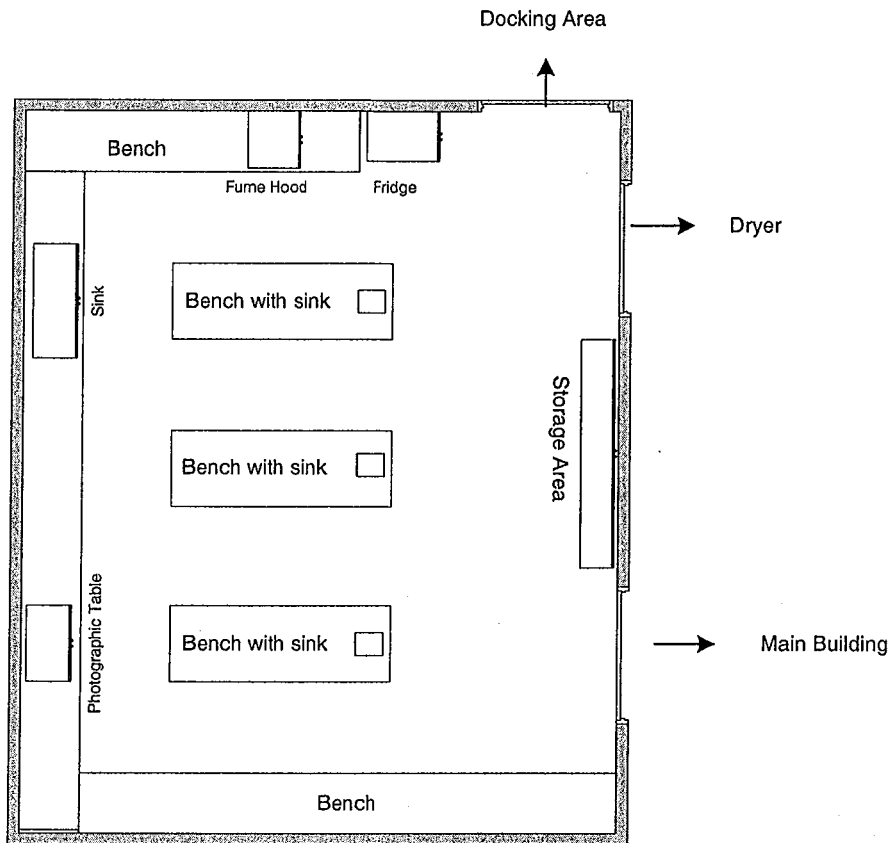 Docking Area
Bench
Fume Hood
Fridge
Dryer
Sink
Bench with sink
Storage Area
Bench with sink
Photographic Table
Bench with sink
Main Building
Bench